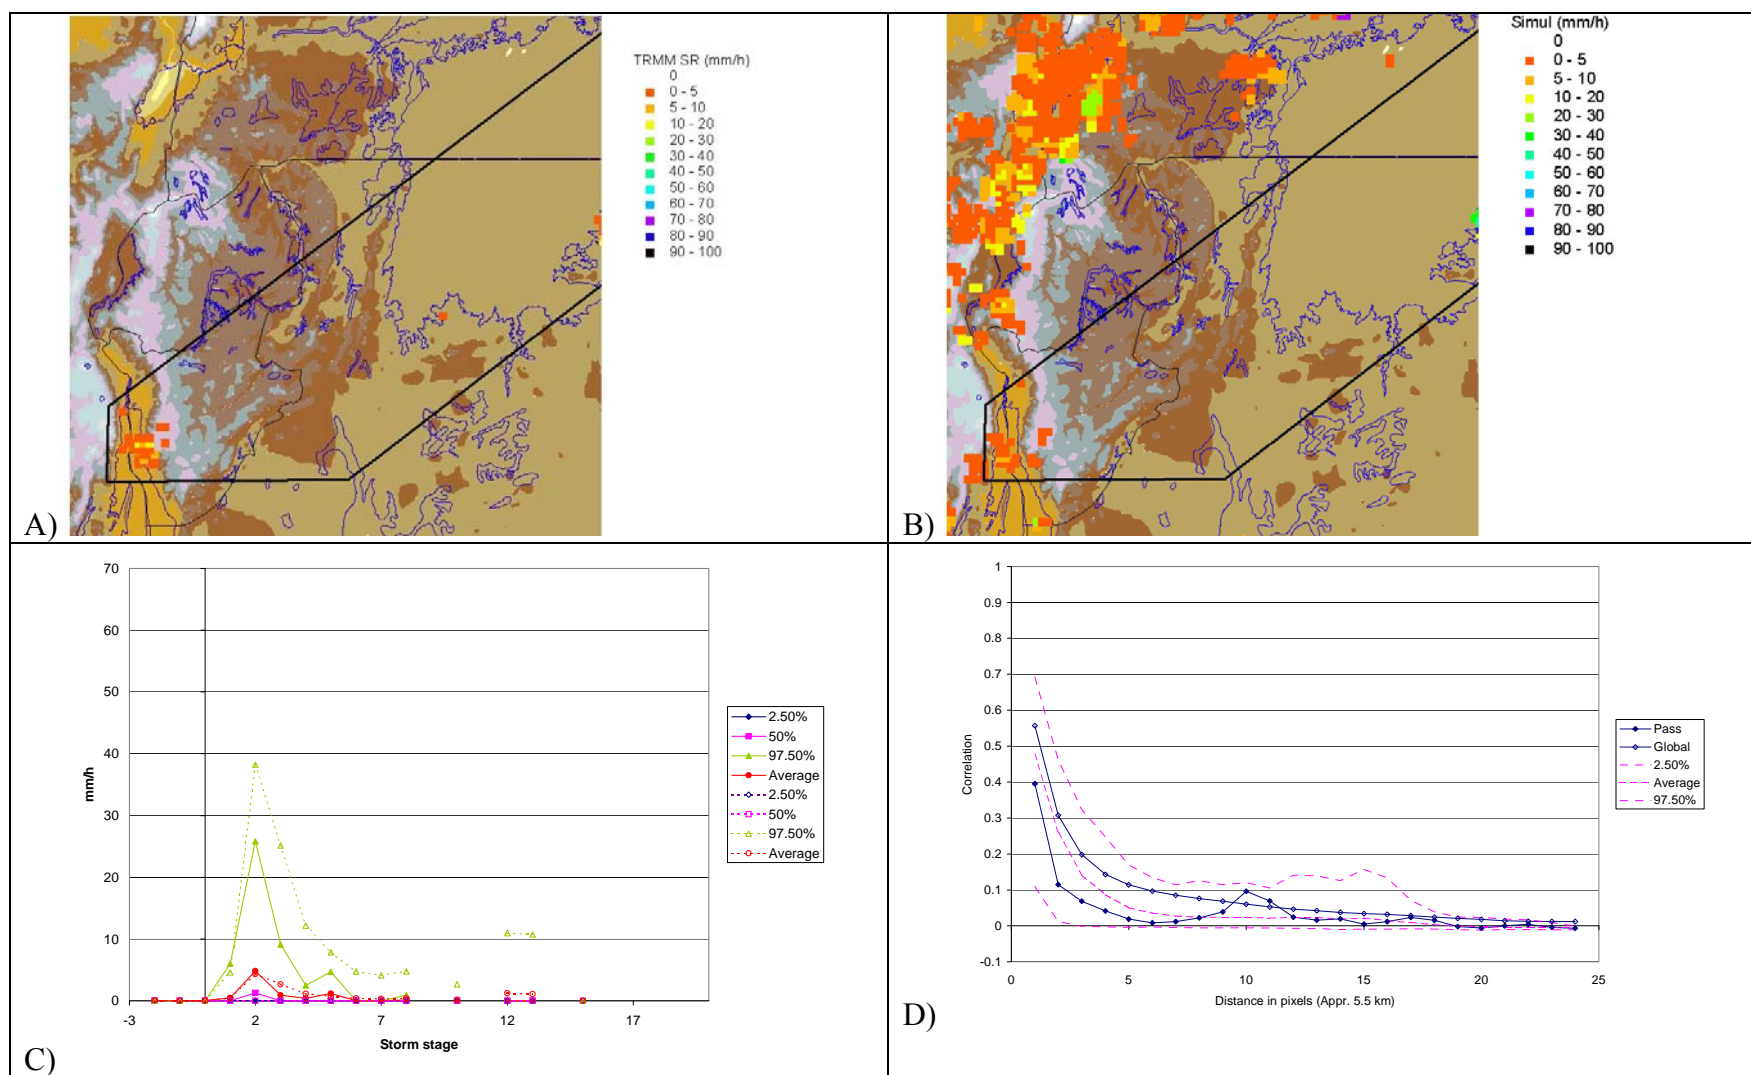 TRMM SR (mm/h)
0
0 - 5
5 - 10
10 - 20
20 - 30
30 - 40
40 - 50
50 - 60
60 - 70
70 - 80
80 - 90
90 - 100
A)
Simul (mm/h)
0
0 - 5
5 - 10
10 - 20
20 - 30
30 - 40
40 - 50
50 - 60
60 - 70
70 - 80
80 - 90
90 - 100
B)
70
60
50
40
30
20
10
0
mm/h
-3 2 7 12 17
Storm stage
2.50%
50%
97.50%
Average
2.50%
50%
97.50%
Average
C)
1
0.9
0.8
0.7
0.6
0.5
0.4
0.3
0.2
0.1
0
-0.1
Correlation
0 5 10 15 20 25
Distance in pixels (Appr. 5.5 km)
Pass
Global
2.50%
Average
97.50%
D)